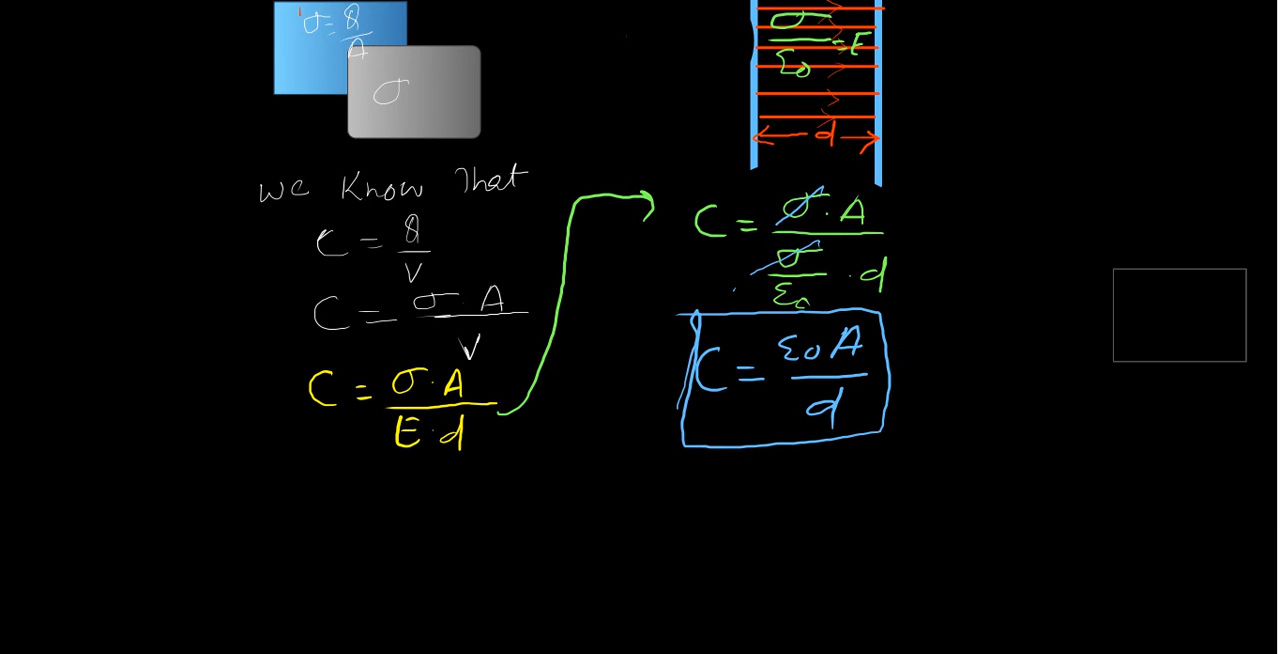 σ = q/A
σ
We Know That
C = q/V
C = σ.A/V
C = σ.A/E.d
σ/ε₀ = E
d
C = σ.A/(σ/ε₀ .d)
C = ε₀A/d